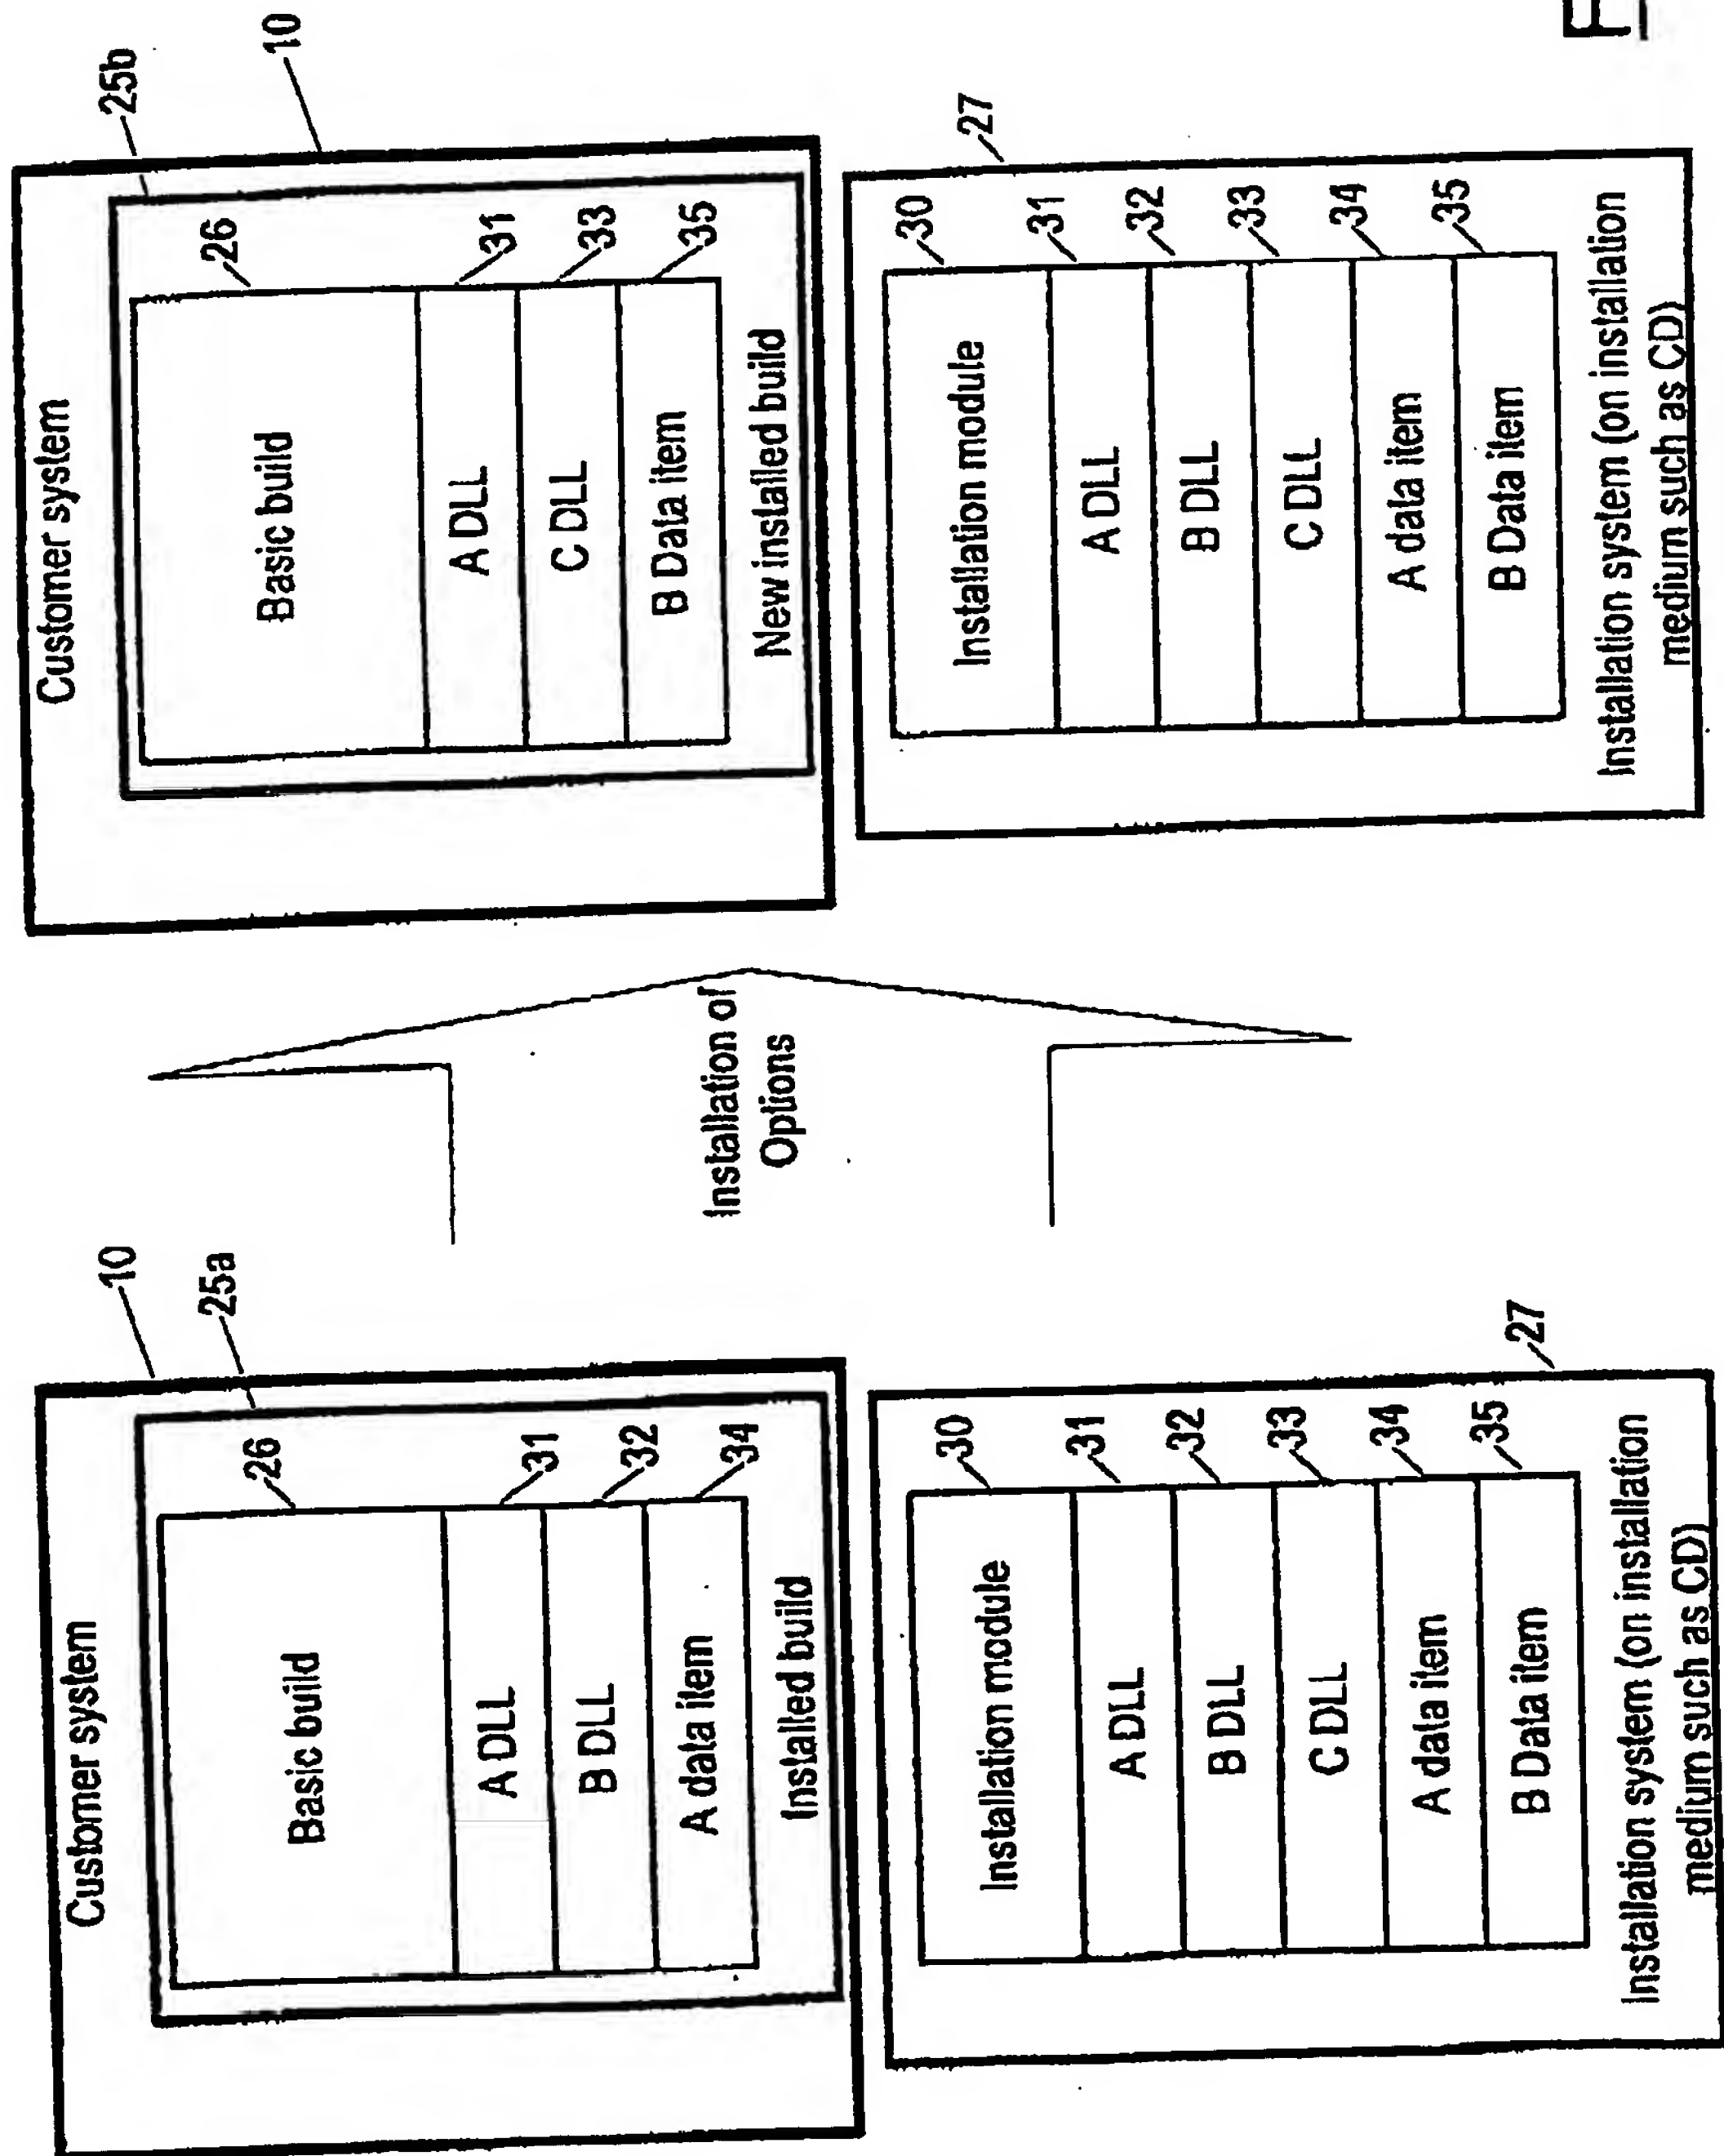 Customer system
10
25a
Basic build
26
A DLL
31
B DLL
32
A data item
34
Installed build
Installation module
30
A DLL
31
B DLL
32
C DLL
33
A data item
34
B Data item
35
27
Installation system (on installation
medium such as CD)
Installation of
Options
Customer system
25b
10
Basic build
26
A DLL
31
C DLL
33
B Data item
35
New installed build
Installation module
30
A DLL
31
B DLL
32
C DLL
33
A data item
34
B Data item
35
27
Installation system (on installation
medium such as CD)